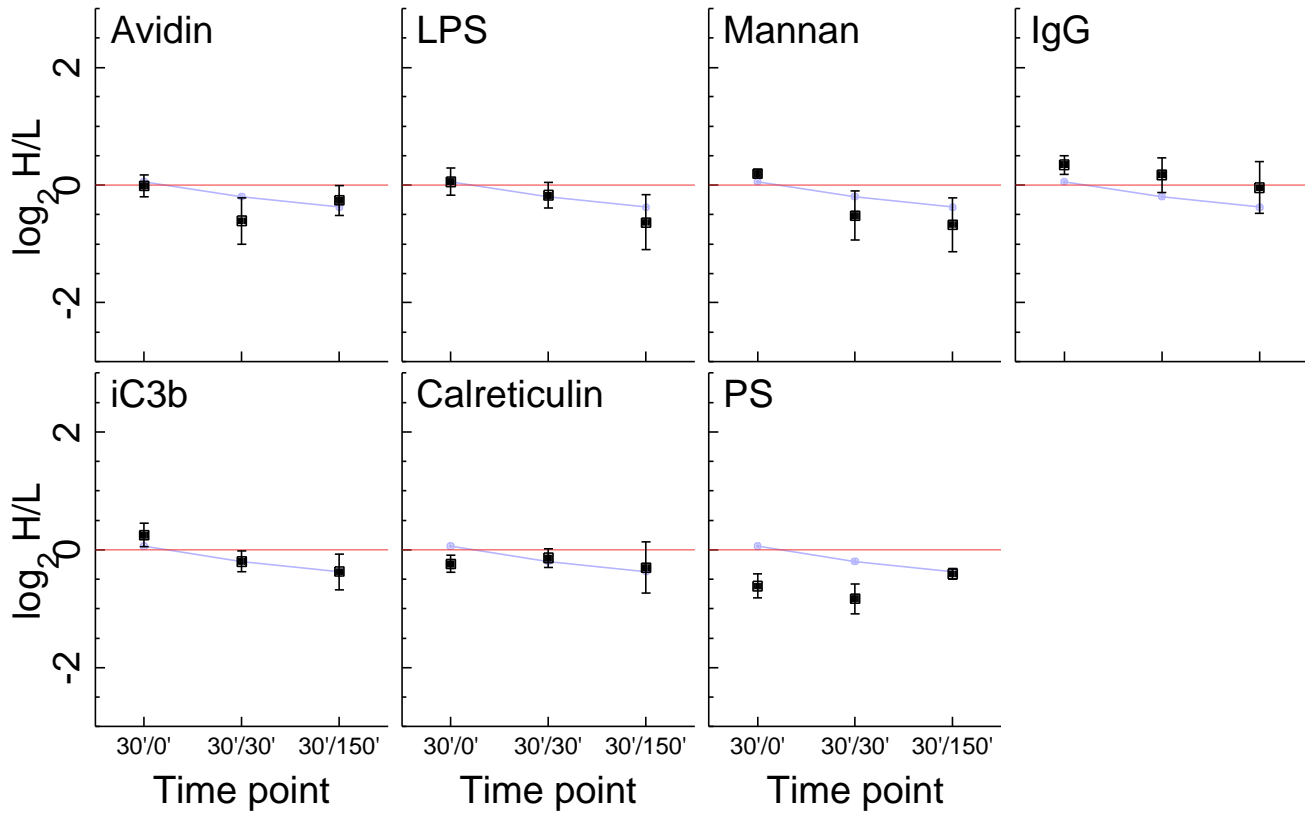 Avidin
LPS
Mannan
IgG
2
0
-2
log2 H/L
iC3b
Calreticulin
PS
2
0
-2
log2 H/L
30'/0' 30'/30' 30'/150'
30'/0' 30'/30' 30'/150'
30'/0' 30'/30' 30'/150'
Time point
Time point
Time point